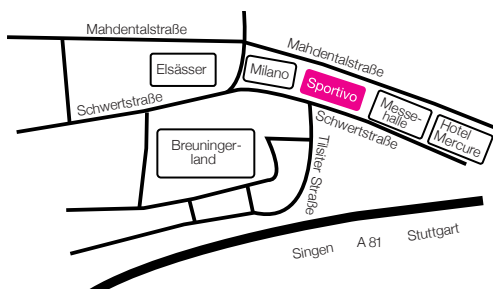 Mahdentalstraße
Mahdentalstraße
Elsässer
Milano
Sportivo
Messe-
halle
Hotel
Mercure
Schwertstraße
Schwertstraße
Breuninger-
land
Tilsiter Straße
Singen A 81 Stuttgart